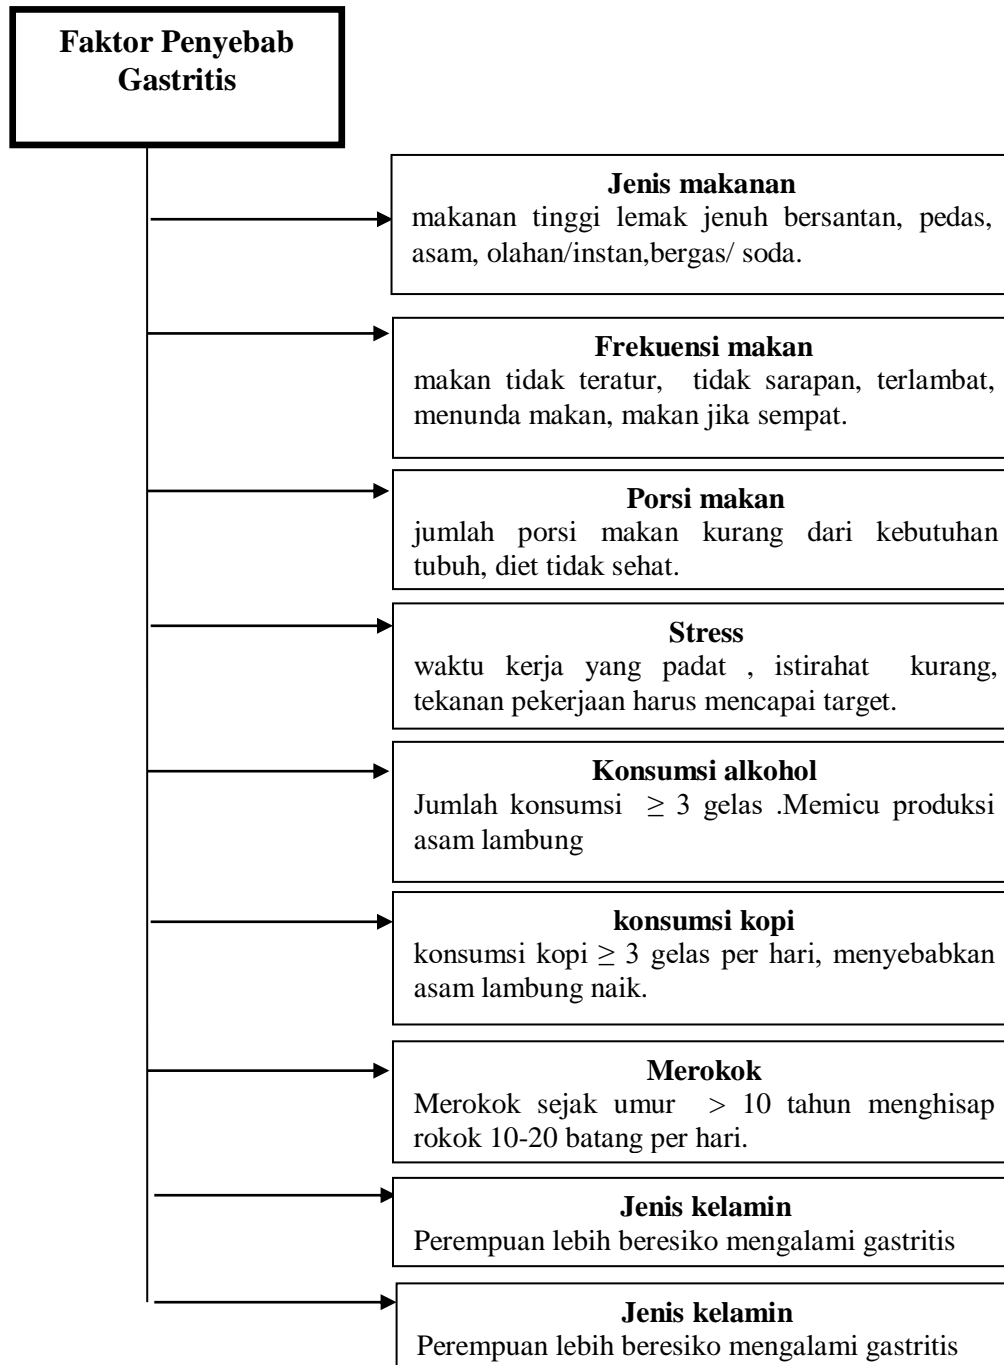 Faktor Penyebab
Gastritis
Jenis makanan
makanan tinggi lemak jenuh bersantan, pedas,
asam, olahan/instan,bergas/ soda.
Frekuensi makan
makan tidak teratur, tidak sarapan, terlambat,
menunda makan, makan jika sempat.
Porsi makan
jumlah porsi makan kurang dari kebutuhan
tubuh, diet tidak sehat.
Stress
waktu kerja yang padat , istirahat kurang,
tekanan pekerjaan harus mencapai target.
Konsumsi alkohol
Jumlah konsumsi ≥ 3 gelas .Memicu produksi
asam lambung
konsumsi kopi
konsumsi kopi ≥ 3 gelas per hari, menyebabkan
asam lambung naik.
Merokok
Merokok sejak umur > 10 tahun menghisap
rokok 10-20 batang per hari.
Jenis kelamin
Perempuan lebih beresiko mengalami gastritis
Jenis kelamin
Perempuan lebih beresiko mengalami gastritis